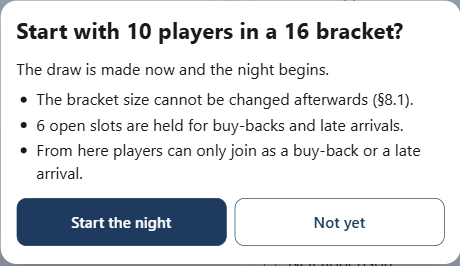 Start with 10 players in a 16 bracket?
The draw is made now and the night begins.
• The bracket size cannot be changed afterwards (§8.1).
• 6 open slots are held for buy-backs and late arrivals.
• From here players can only join as a buy-back or a late
arrival.
Start the night
Not yet